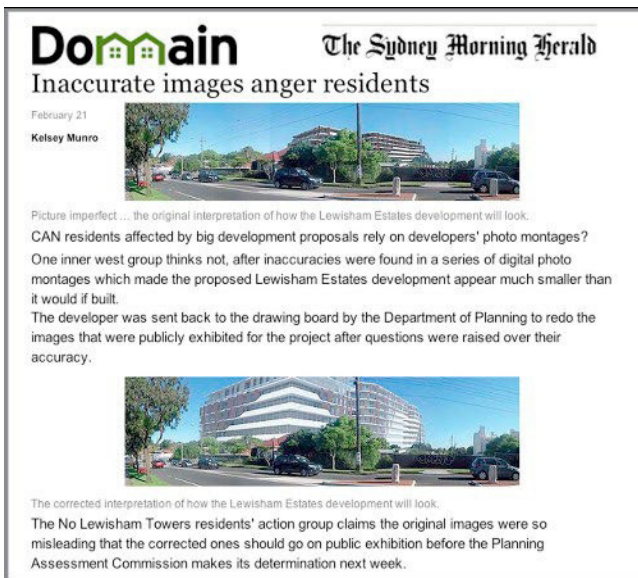 Domain
The Sydney Morning Herald
Inaccurate images anger residents
February 21
Kelsey Munro
Picture imperfect ... the original interpretation of how the Lewisham Estates development will look.
CAN residents affected by big development proposals rely on developers' photo montages?
One inner west group thinks not, after inaccuracies were found in a series of digital photo
montages which made the proposed Lewisham Estates development appear much smaller than
it would if built.
The developer was sent back to the drawing board by the Department of Planning to redo the
images that were publicly exhibited for the project after questions were raised over their
accuracy.
The corrected interpretation of how the Lewisham Estates development will look.
The No Lewisham Towers residents' action group claims the original images were so
misleading that the corrected ones should go on public exhibition before the Planning
Assessment Commission makes its determination next week.